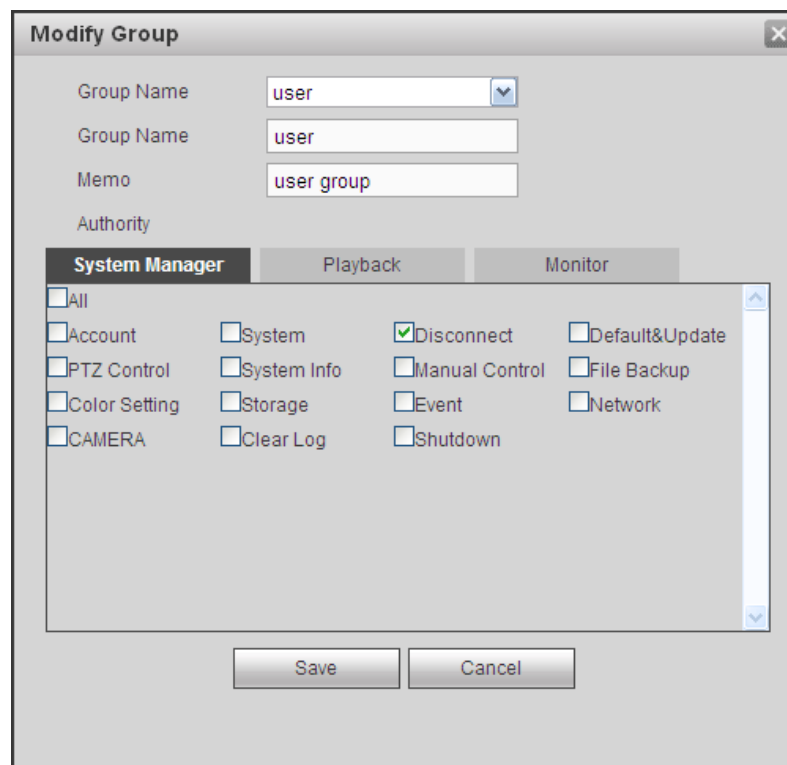 Modify Group
Group Name user
Group Name user
Memo user group
Authority
System Manager Playback Monitor
All
Account System Disconnect Default&Update
PTZ Control System Info Manual Control File Backup
Color Setting Storage Event Network
CAMERA Clear Log Shutdown
Save Cancel